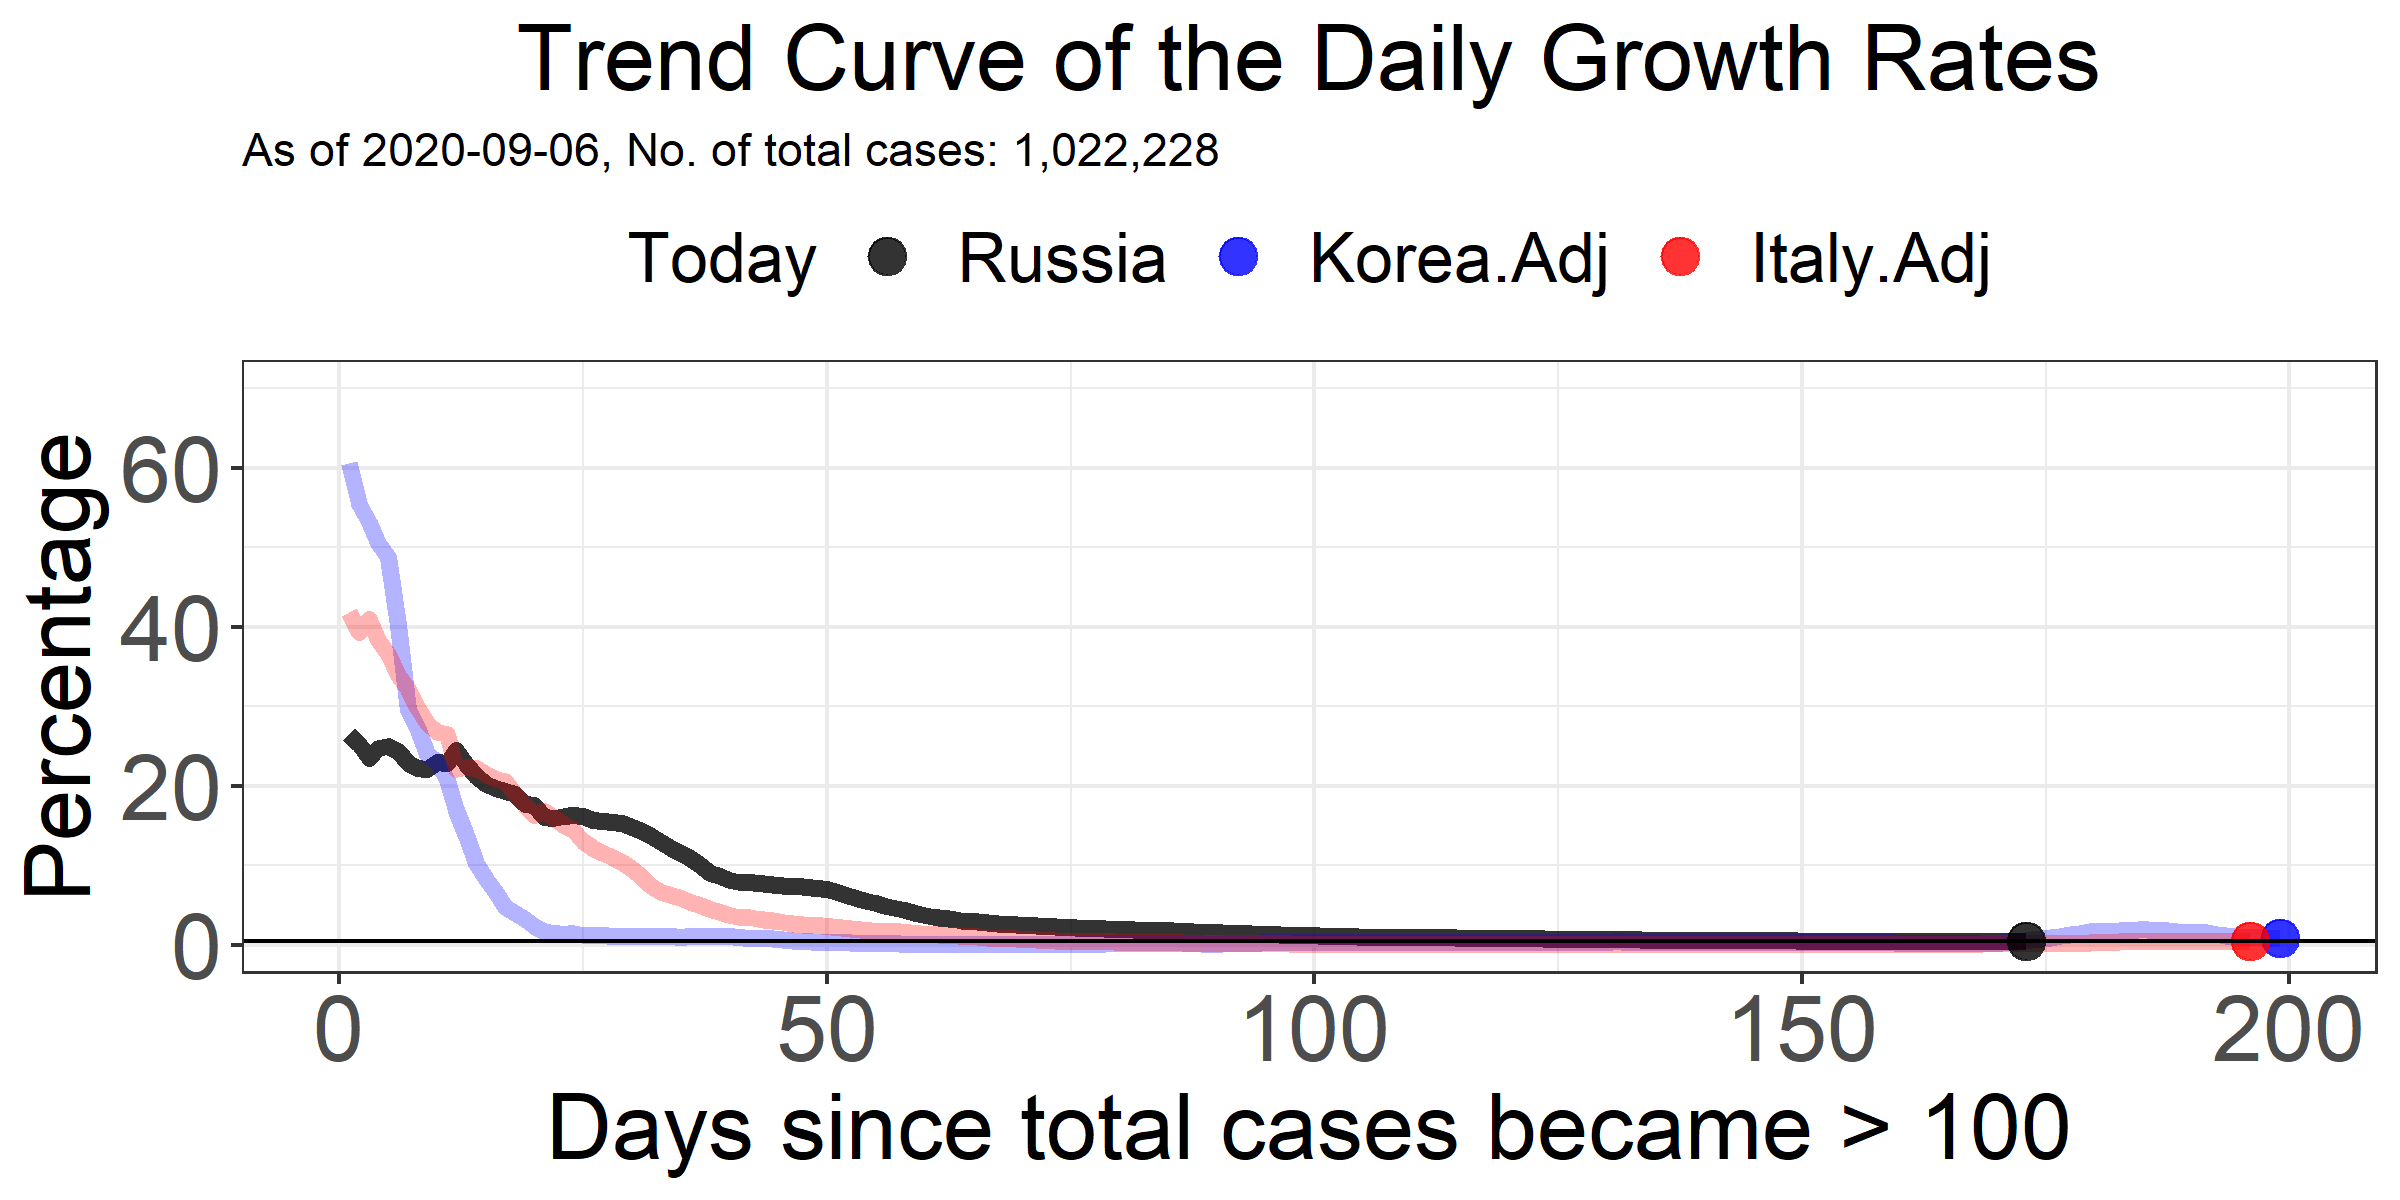 Trend Curve of the Daily Growth Rates
As of 2020-09-06, No. of total cases: 1,022,228
Today Russia Korea.Adj Italy.Adj
Percentage
60
40
20
0
0 50 100 150 200
Days since total cases became > 100